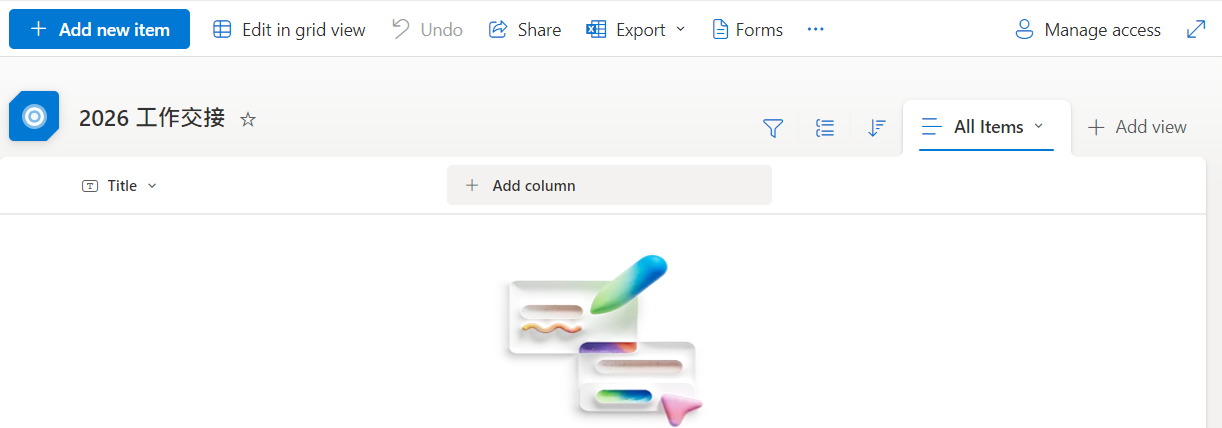 Add new item Edit in grid view Undo Share Export Forms ... Manage access
2026 工作交接
All Items Add view
Title Add column